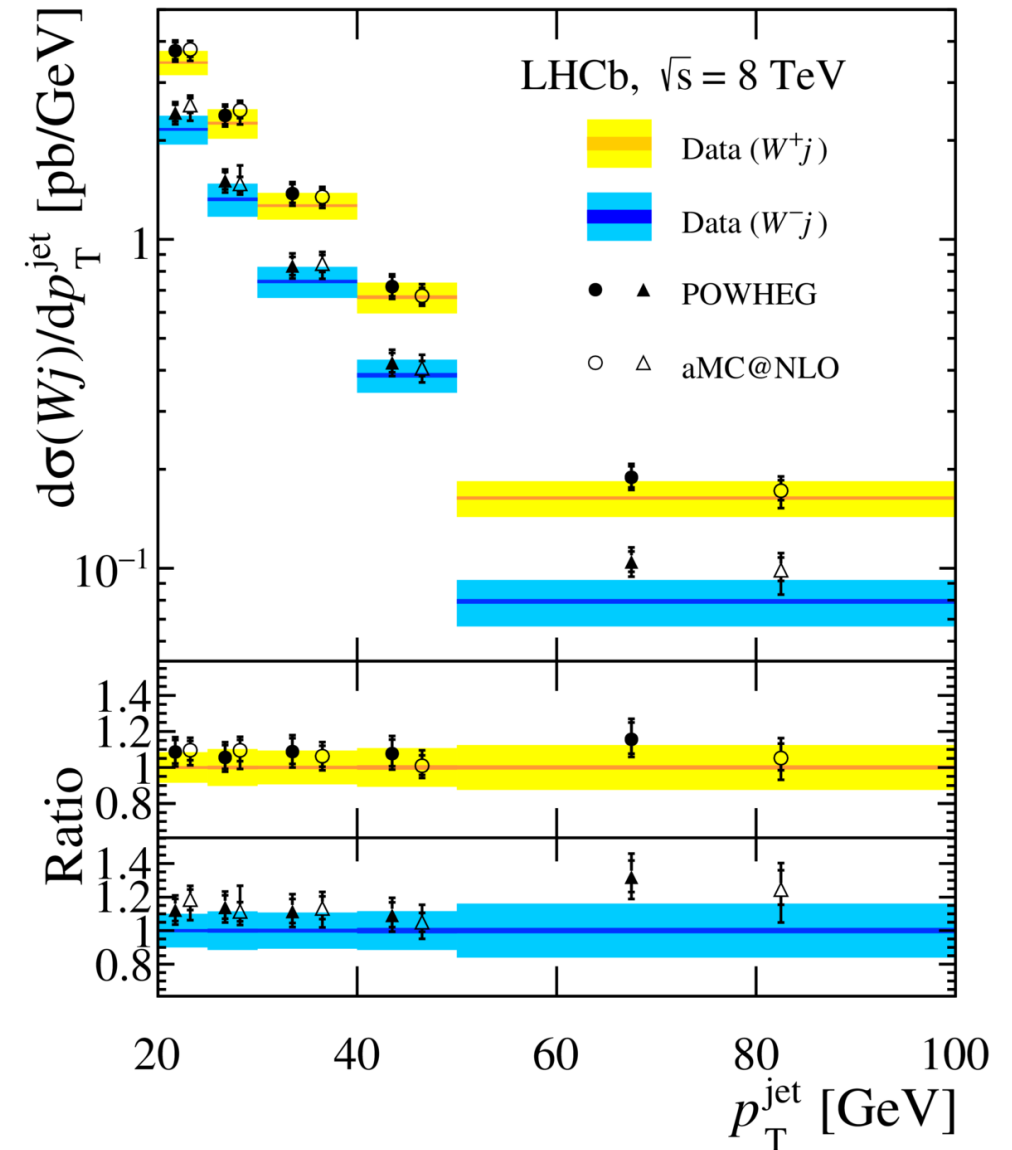 dσ(Wj)/dp_T^jet [pb/GeV]
LHCb, √s = 8 TeV
Data (W⁺j)
Data (W⁻j)
POWHEG
aMC@NLO
1
10⁻¹
Ratio
1.4
1.2
1
0.8
1.4
1.2
1
0.8
20 40 60 80 100
p_T^jet [GeV]